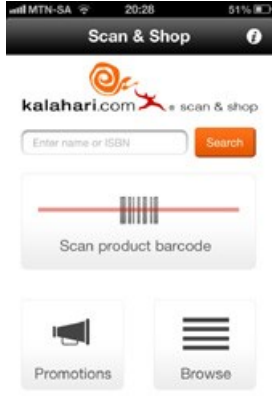 MTN-SA 20:28 51%
Scan & Shop
kalahari.com scan & shop
Enter name or ISBN Search
Scan product barcode
Promotions Browse